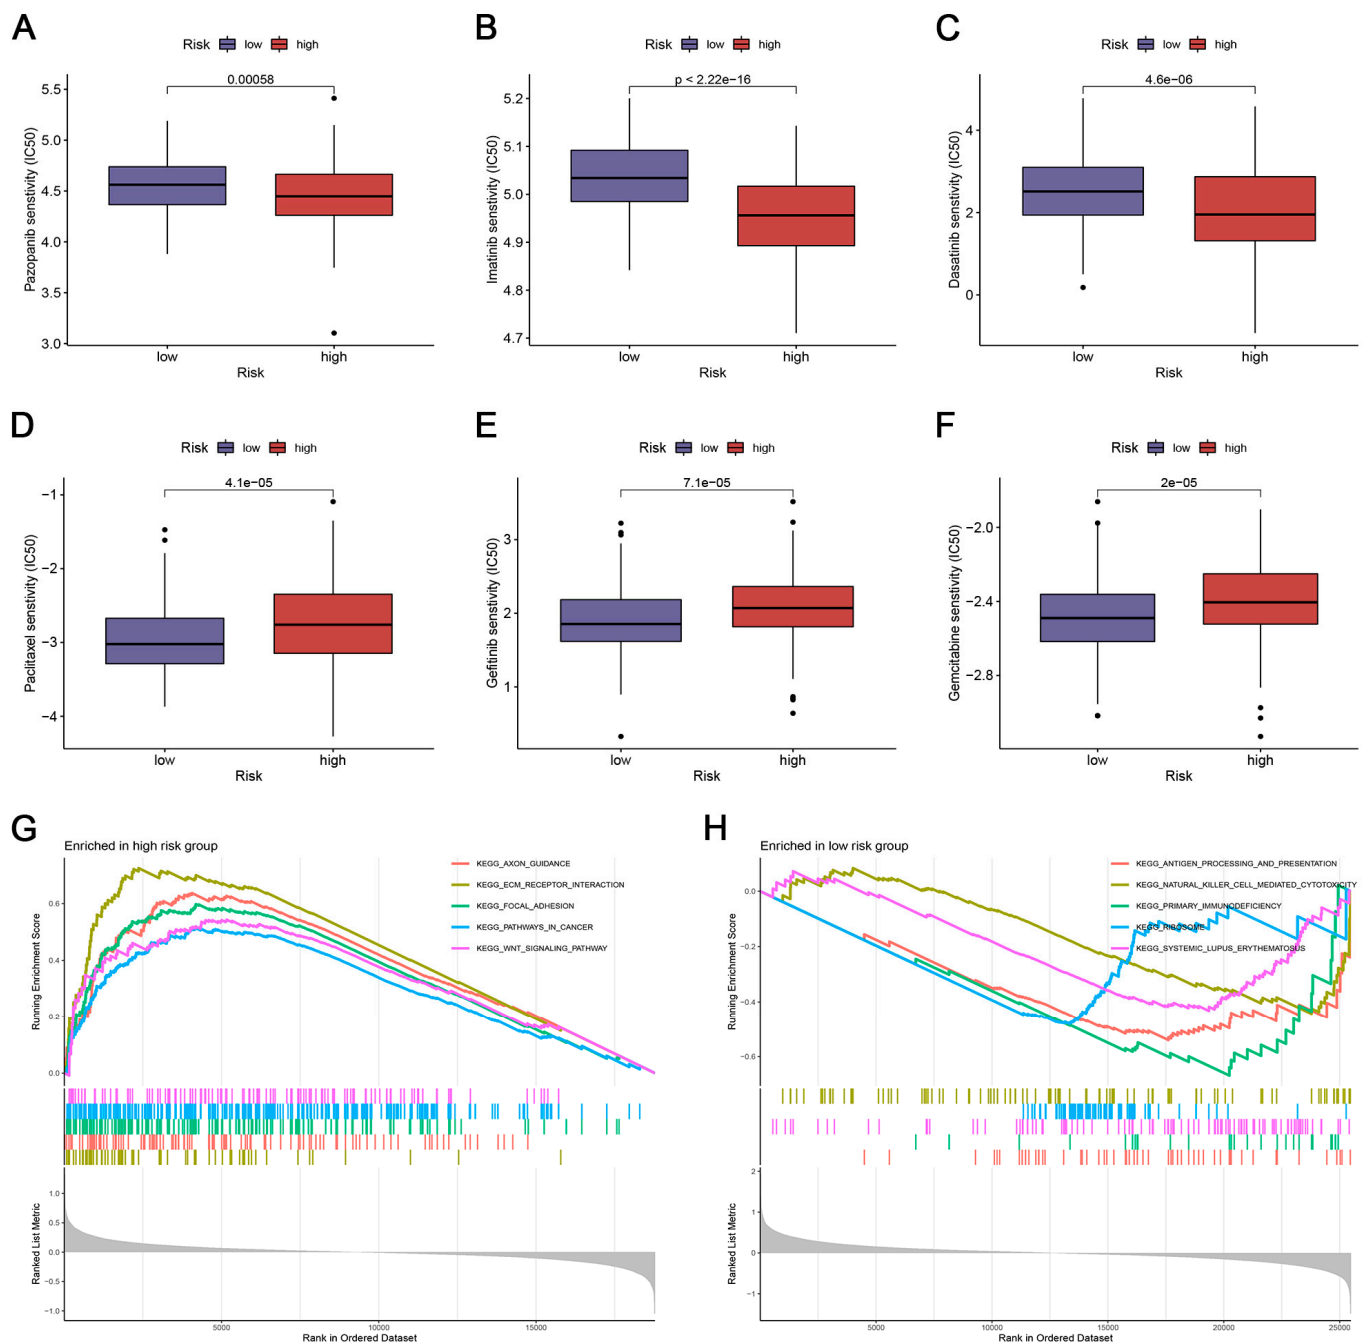 A
Risk low high
0.00058
Pazopanib senstivity (IC50)
5.5
5.0
4.5
4.0
3.5
3.0
low high
Risk
B
Risk low high
p < 2.22e−16
Imatinib senstivity (IC50)
5.2
5.1
5.0
4.9
4.8
4.7
low high
Risk
C
Risk low high
4.6e−06
Dasatinib senstivity (IC50)
4
2
0
low high
Risk
D
Risk low high
4.1e−05
Paclitaxel senstivity (IC50)
−1
−2
−3
−4
low high
Risk
E
Risk low high
7.1e−05
Gefitinib senstivity (IC50)
3
2
1
low high
Risk
F
Risk low high
2e−05
Gemcitabine senstivity (IC50)
−2.0
−2.4
−2.8
low high
Risk
G
Enriched in high risk group
KEGG_AXON_GUIDANCE
KEGG_ECM_RECEPTOR_INTERACTION
KEGG_FOCAL_ADHESION
KEGG_PATHWAYS_IN_CANCER
KEGG_WNT_SIGNALING_PATHWAY
Running Enrichment Score
0.6
0.4
0.2
0.0
Ranked List Metric
1.0
0.5
0.0
−0.5
−1.0
5000 10000 15000
Rank in Ordered Dataset
H
Enriched in low risk group
KEGG_ANTIGEN_PROCESSING_AND_PRESENTATION
KEGG_NATURAL_KILLER_CELL_MEDIATED_CYTOTOXICITY
KEGG_PRIMARY_IMMUNODEFICIENCY
KEGG_RIBOSOME
KEGG_SYSTEMIC_LUPUS_ERYTHEMATOSUS
Running Enrichment Score
0.0
−0.2
−0.4
−0.6
Ranked List Metric
2
1
0
−1
5000 10000 15000 20000 25000
Rank in Ordered Dataset